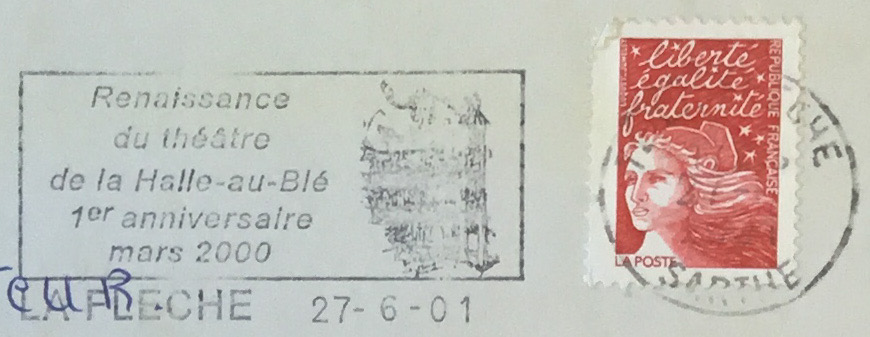 Renaissance
du théâtre
de la Halle-au-Blé
1er anniversaire
mars 2000
LA FLECHE 27-6-01
liberté
égalité
fraternité
RÉPUBLIQUE FRANÇAISE
LA POSTE
SARTHE